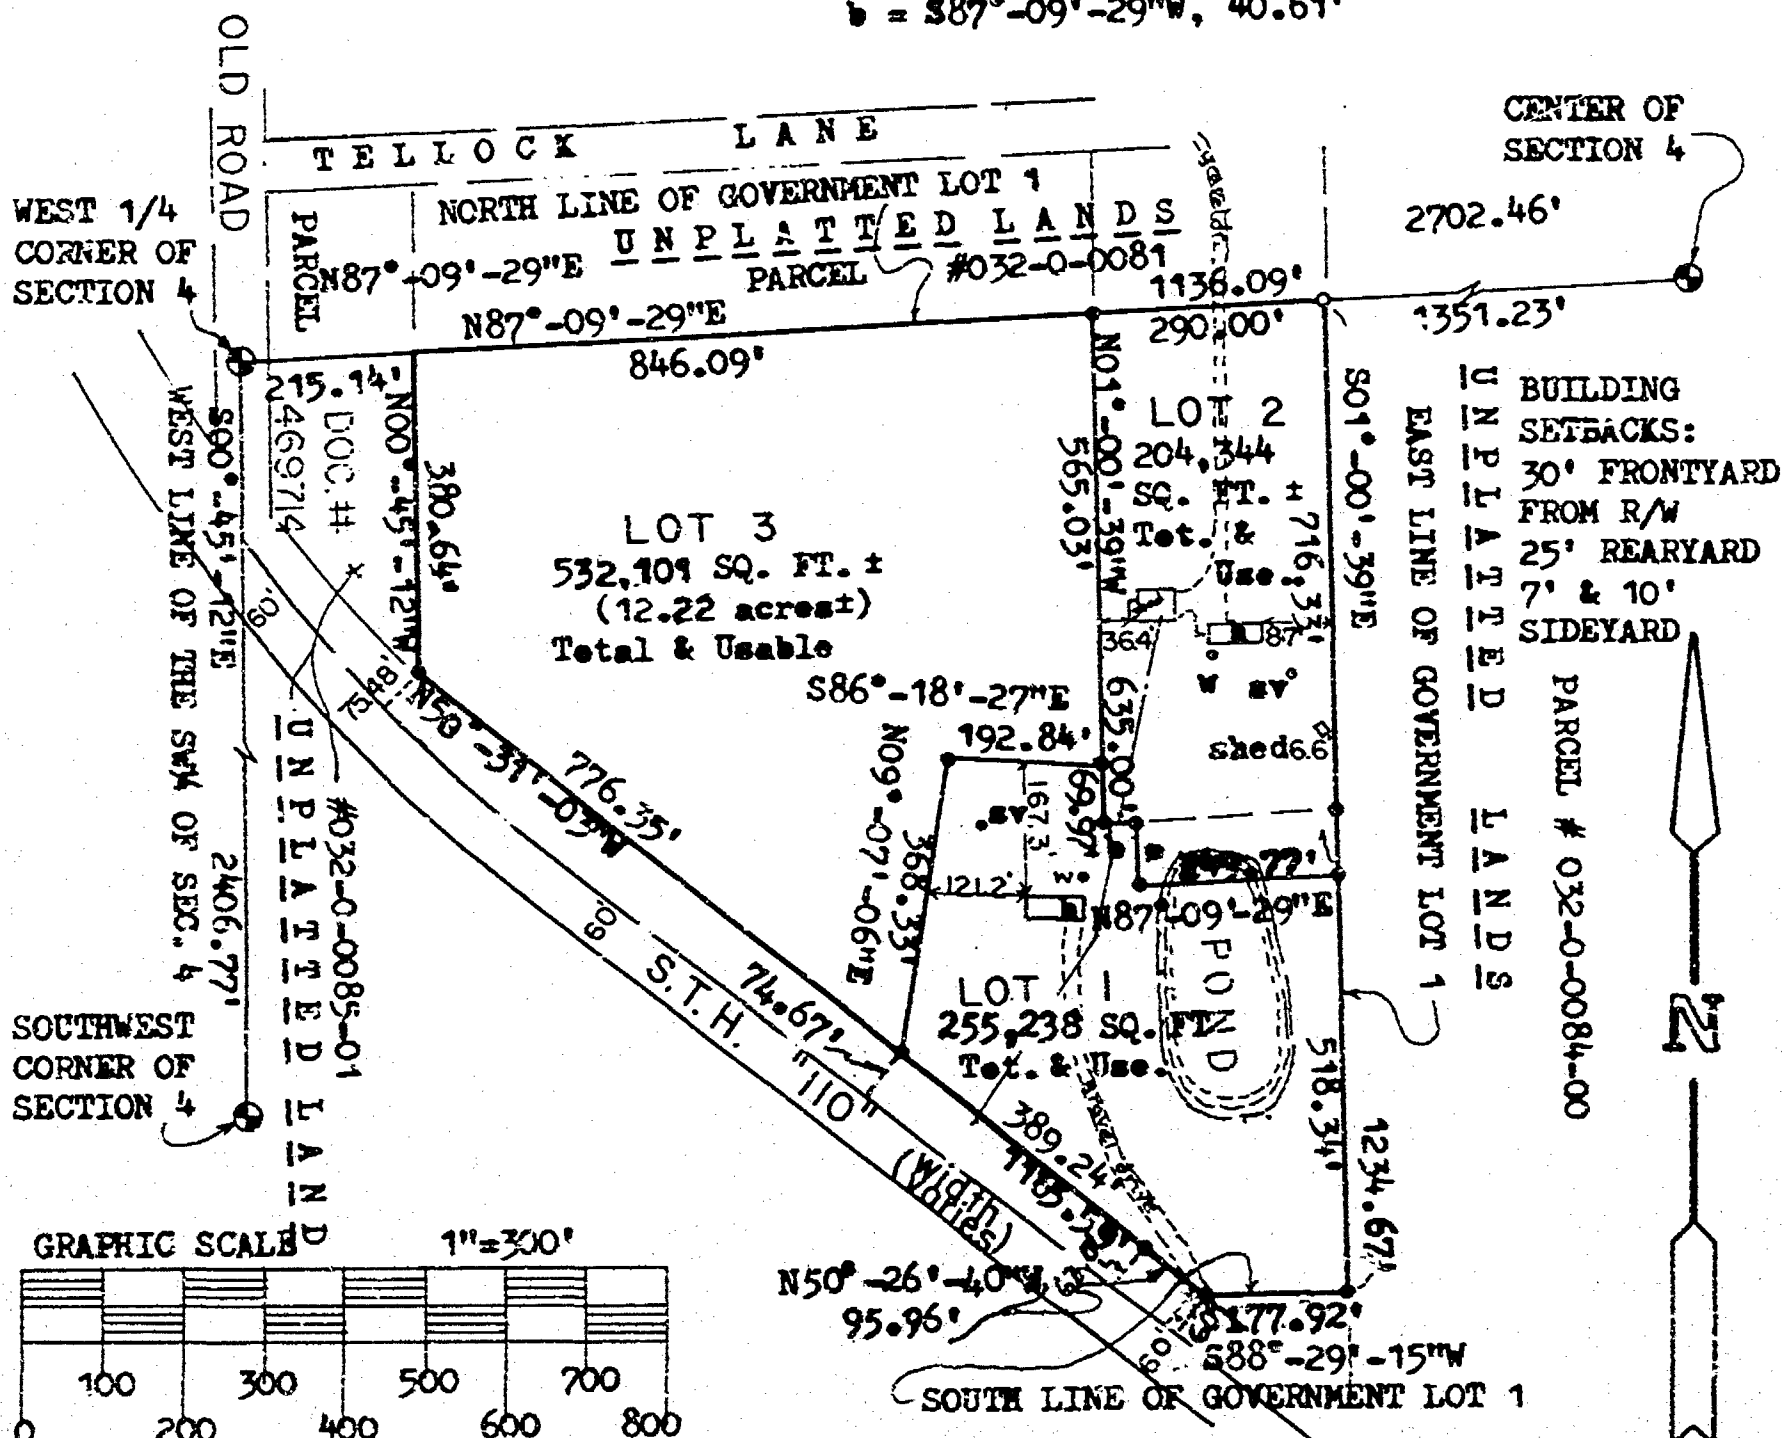 b = S87°-09'-29"W, 40.61'
OLD ROAD
TELLOCK LANE
CENTER OF
SECTION 4
WEST 1/4
CORNER OF
SECTION 4
PARCEL
NORTH LINE OF GOVERNMENT LOT 1
UNPLATTED LANDS
PARCEL #032-0-0081
N87°-09'-29"E
1136.09'
2702.46'
N87°-09'-29"E
846.09'
290.00'
1351.23'
215.14'
DOC. #
469714
WEST LINE OF THE SW¼ OF SEC. 4
S00°-45'-12"E
2406.77'
N00°-45'-12"W
380.64'
LOT 3
532,101 SQ. FT. ±
(12.22 acres±)
Total & Usable
N01°-00'-39"W
565.03'
635.00'
69.97'
LOT 2
204,344
SQ. FT. ±
Tot. &
Use.
716.33'
S01°-00'-39"E
EAST LINE OF GOVERNMENT LOT 1
UNPLATTED LANDS
PARCEL # 032-0-0084-00
BUILDING
SETBACKS:
30' FRONTYARD
FROM R/W
25' REARYARD
7' & 10'
SIDEYARD
364
87
w sv
shed 6.6
S86°-18'-27"E
192.84'
N09°-07'-06"E
368.33'
sv
167.3'
w
121.2'
N87°-09'-29"E
POND
LOT 1
255,238 SQ. FT
Tot. & Use.
60'
75.48'
N50°-31'-03"W
776.35'
UNPLATTED LAND
#032-0-0085-01
60'
S.T.H. "110"
(Width
Varies)
74.67'
389.24'
518.34'
1234.67'
SOUTHWEST
CORNER OF
SECTION 4
N50°-26'-40"W
95.96'
60'
177.92'
S88°-29'-15"W
SOUTH LINE OF GOVERNMENT LOT 1
N
GRAPHIC SCALE 1"=300'
100 300 500 700
0 200 400 600 800